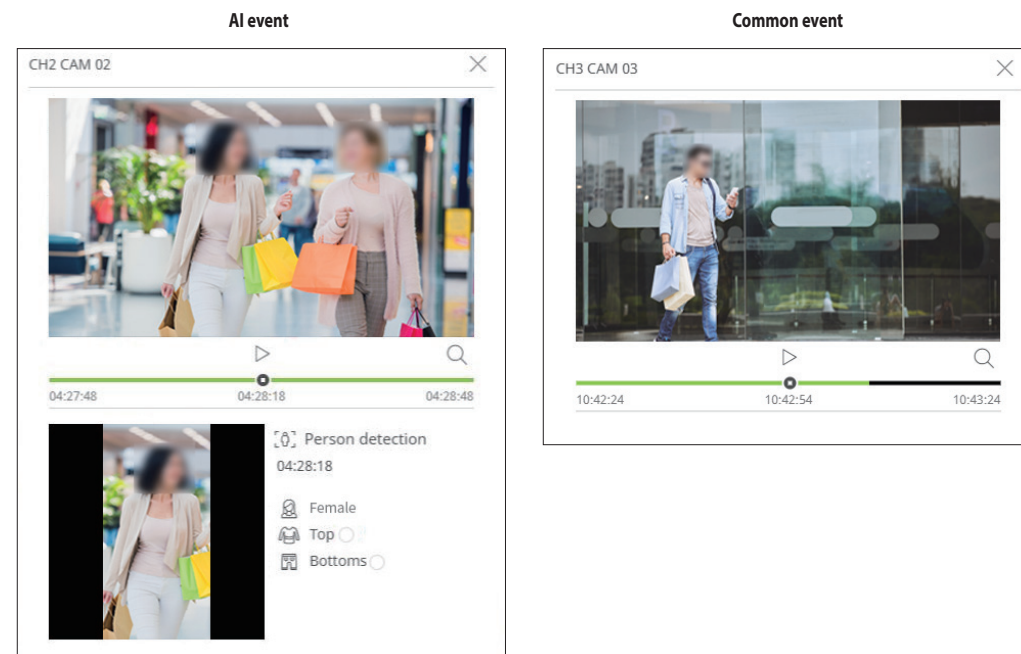 AI event
Common event
CH2 CAM 02
04:27:48
04:28:18
04:28:48
Person detection
04:28:18
Female
Top
Bottoms
CH3 CAM 03
10:42:24
10:42:54
10:43:24